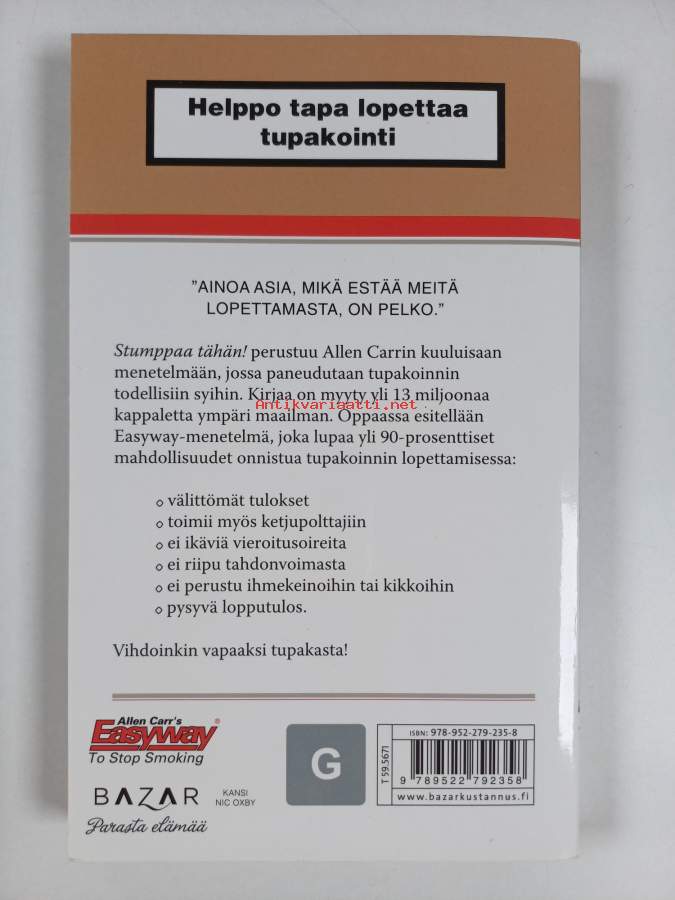 Helppo tapa lopettaa
tupakointi
"AINOA ASIA, MIKÄ ESTÄÄ MEITÄ
LOPETTAMASTA, ON PELKO."
Stumppaa tähän! perustuu Allen Carrin kuuluisaan
menetelmään, jossa paneudutaan tupakoinnin
todellisiin syihin. Kirjaa on myyty yli 13 miljoonaa
Antikvariaatti.net
kappaletta ympäri maailman. Oppaassa esitellään
Easyway-menetelmä, joka lupaa yli 90-prosenttiset
mahdollisuudet onnistua tupakoinnin lopettamisessa:
välittömät tulokset
toimii myös ketjupolttajiin
ei ikäviä vieroitusoireita
ei riipu tahdonvoimasta
ei perustu ihmekeinoihin tai kikkoihin
pysyvä lopputulos.
Vihdoinkin vapaaksi tupakasta!
Allen Carr's
Easyway®
To Stop Smoking
BAZAR
Parasta elämää
KANSI
NIC OXBY
G
T 59.5671
ISBN: 978-952-279-235-8
9 789522 792358
www.bazarkustannus.fi